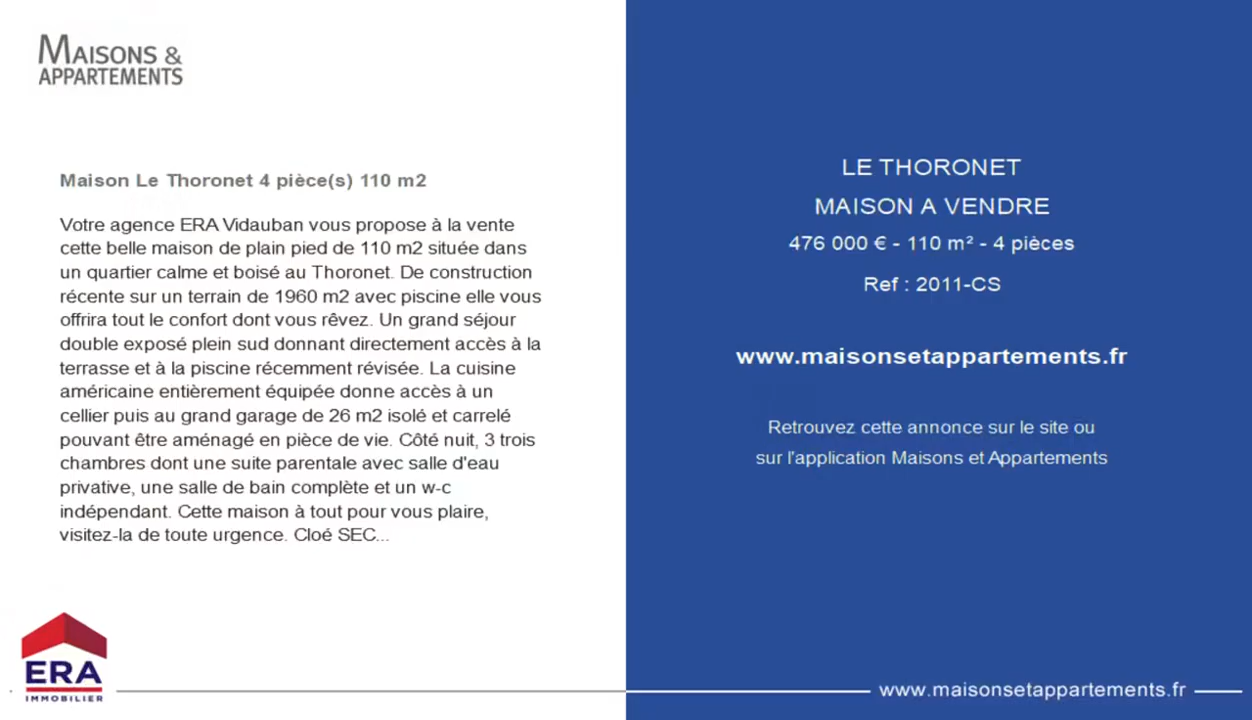 MAISONS &
APPARTEMENTS
Maison Le Thoronet 4 pièce(s) 110 m2
Votre agence ERA Vidauban vous propose à la vente
cette belle maison de plain pied de 110 m2 située dans
un quartier calme et boisé au Thoronet. De construction
récente sur un terrain de 1960 m2 avec piscine elle vous
offrira tout le confort dont vous rêvez. Un grand séjour
double exposé plein sud donnant directement accès à la
terrasse et à la piscine récemment révisée. La cuisine
américaine entièrement équipée donne accès à un
cellier puis au grand garage de 26 m2 isolé et carrelé
pouvant être aménagé en pièce de vie. Côté nuit, 3 trois
chambres dont une suite parentale avec salle d'eau
privative, une salle de bain complète et un w-c
indépendant. Cette maison à tout pour vous plaire,
visitez-la de toute urgence. Cloé SEC...
ERA
IMMOBILIER
LE THORONET
MAISON A VENDRE
476 000 € - 110 m² - 4 pièces
Ref : 2011-CS
www.maisonsetappartements.fr
Retrouvez cette annonce sur le site ou
sur l'application Maisons et Appartements
www.maisonsetappartements.fr